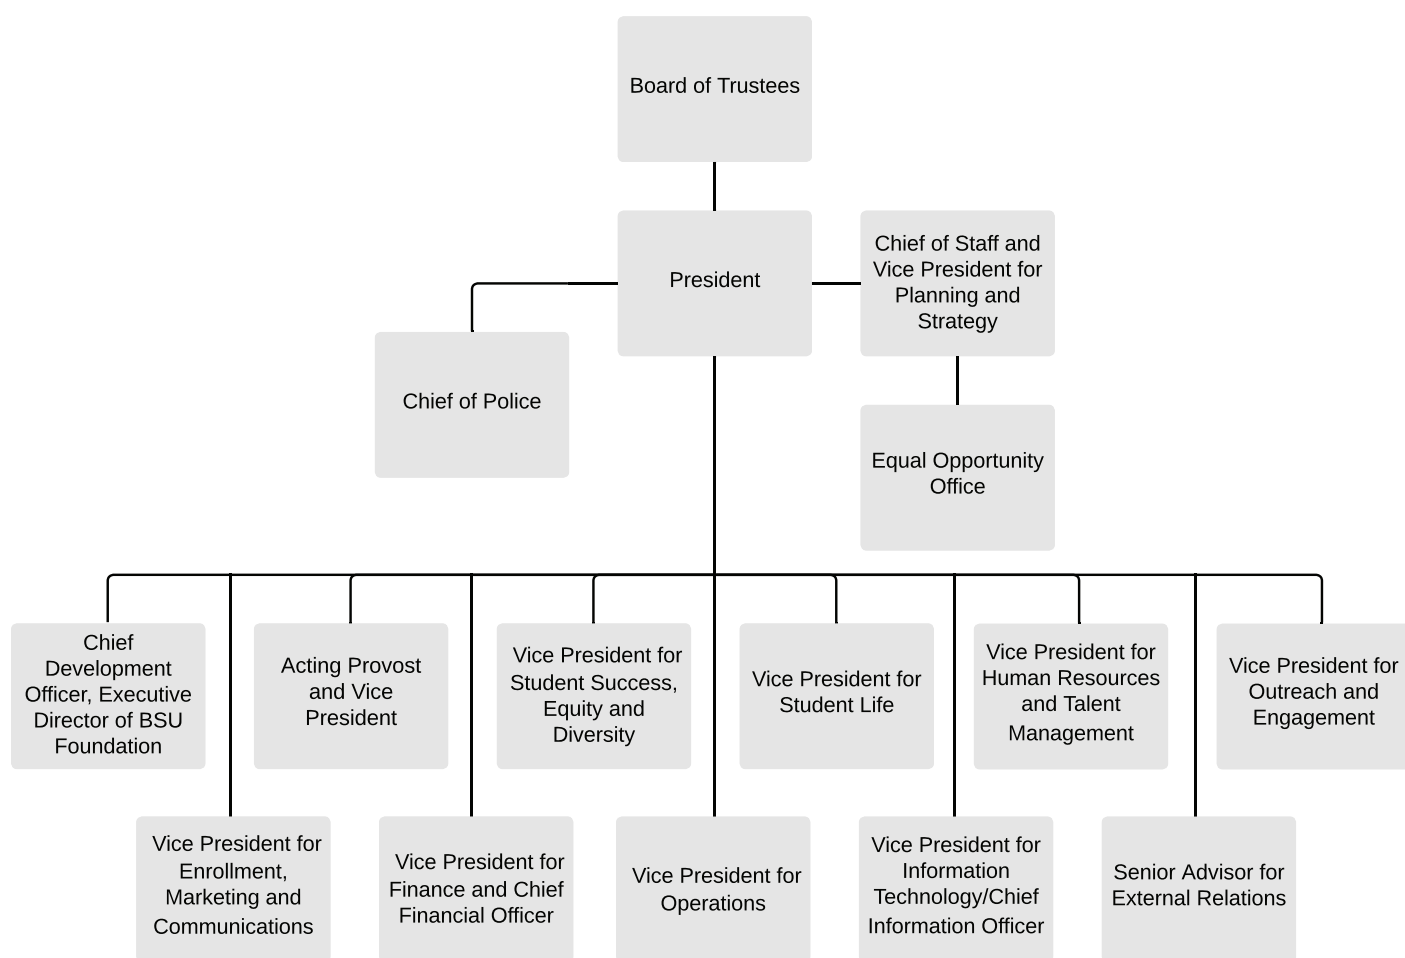 Board of Trustees
President
Chief of Staff and
Vice President for
Planning and
Strategy
Chief of Police
Equal Opportunity
Office
Chief
Development
Officer, Executive
Director of BSU
Foundation
Acting Provost
and Vice
President
Vice President for
Student Success,
Equity and
Diversity
Vice President for
Student Life
Vice President for
Human Resources
and Talent
Management
Vice President for
Outreach and
Engagement
Vice President for
Enrollment,
Marketing and
Communications
Vice President for
Finance and Chief
Financial Officer
Vice President for
Operations
Vice President for
Information
Technology/Chief
Information Officer
Senior Advisor for
External Relations